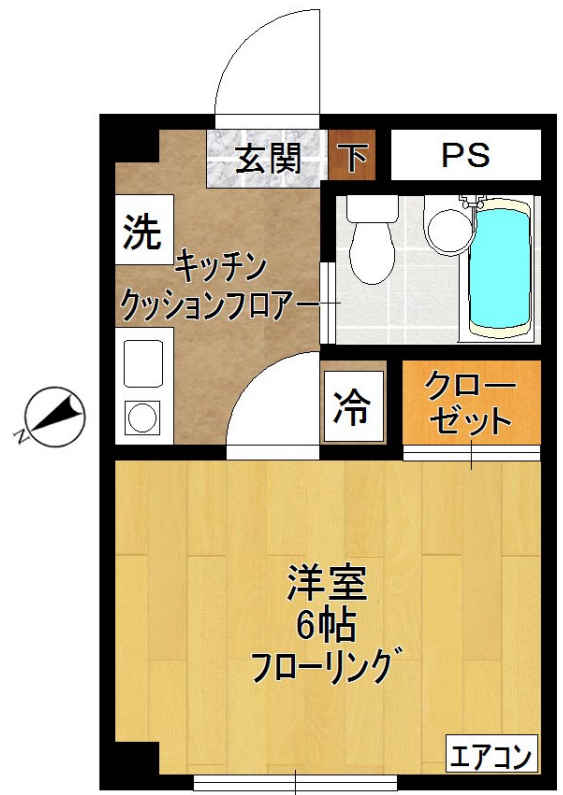 玄関
下
PS
洗
キッチン
クッションフロアー
冷
クロー
ゼット
N
洋室
6帖
フローリング
エアコン